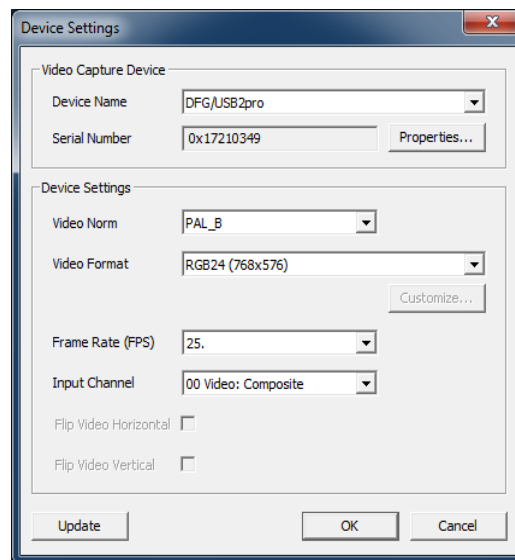 Device Settings
Video Capture Device
Device Name DFG/USB2pro
Serial Number 0x17210349 Properties...
Device Settings
Video Norm PAL_B
Video Format RGB24 (768x576)
Customize...
Frame Rate (FPS) 25.
Input Channel 00 Video: Composite
Flip Video Horizontal
Flip Video Vertical
Update OK Cancel